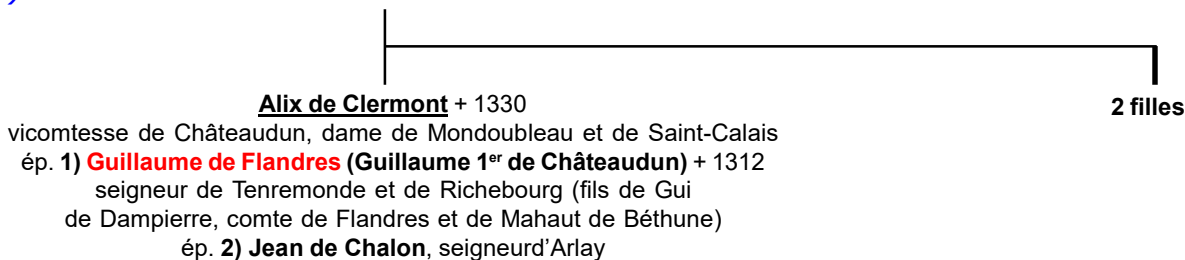 Alix de Clermont + 1330
2 filles
vicomtesse de Châteaudun, dame de Mondoubleau et de Saint-Calais
ép. 1) Guillaume de Flandres (Guillaume 1er de Châteaudun) + 1312
seigneur de Tenremonde et de Richebourg (fils de Gui
de Dampierre, comte de Flandres et de Mahaut de Béthune)
ép. 2) Jean de Chalon, seigneurd'Arlay